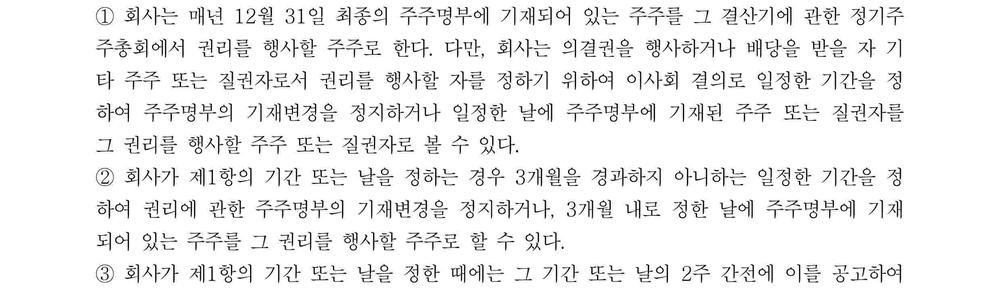 ① 회사는 매년 12월 31일 최종의 주주명부에 기재되어 있는 주주를 그 결산기에 관한 정기주
주총회에서 권리를 행사할 주주로 한다. 다만, 회사는 의결권을 행사하거나 배당을 받을 자 기
타 주주 또는 질권자로서 권리를 행사할 자를 정하기 위하여 이사회 결의로 일정한 기간을 정
하여 주주명부의 기재변경을 정지하거나 일정한 날에 주주명부에 기재된 주주 또는 질권자를
그 권리를 행사할 주주 또는 질권자로 볼 수 있다.
② 회사가 제1항의 기간 또는 날을 정하는 경우 3개월을 경과하지 아니하는 일정한 기간을 정
하여 권리에 관한 주주명부의 기재변경을 정지하거나, 3개월 내로 정한 날에 주주명부에 기재
되어 있는 주주를 그 권리를 행사할 주주로 할 수 있다.
③ 회사가 제1항의 기간 또는 날을 정한 때에는 그 기간 또는 날의 2주 간전에 이를 공고하여